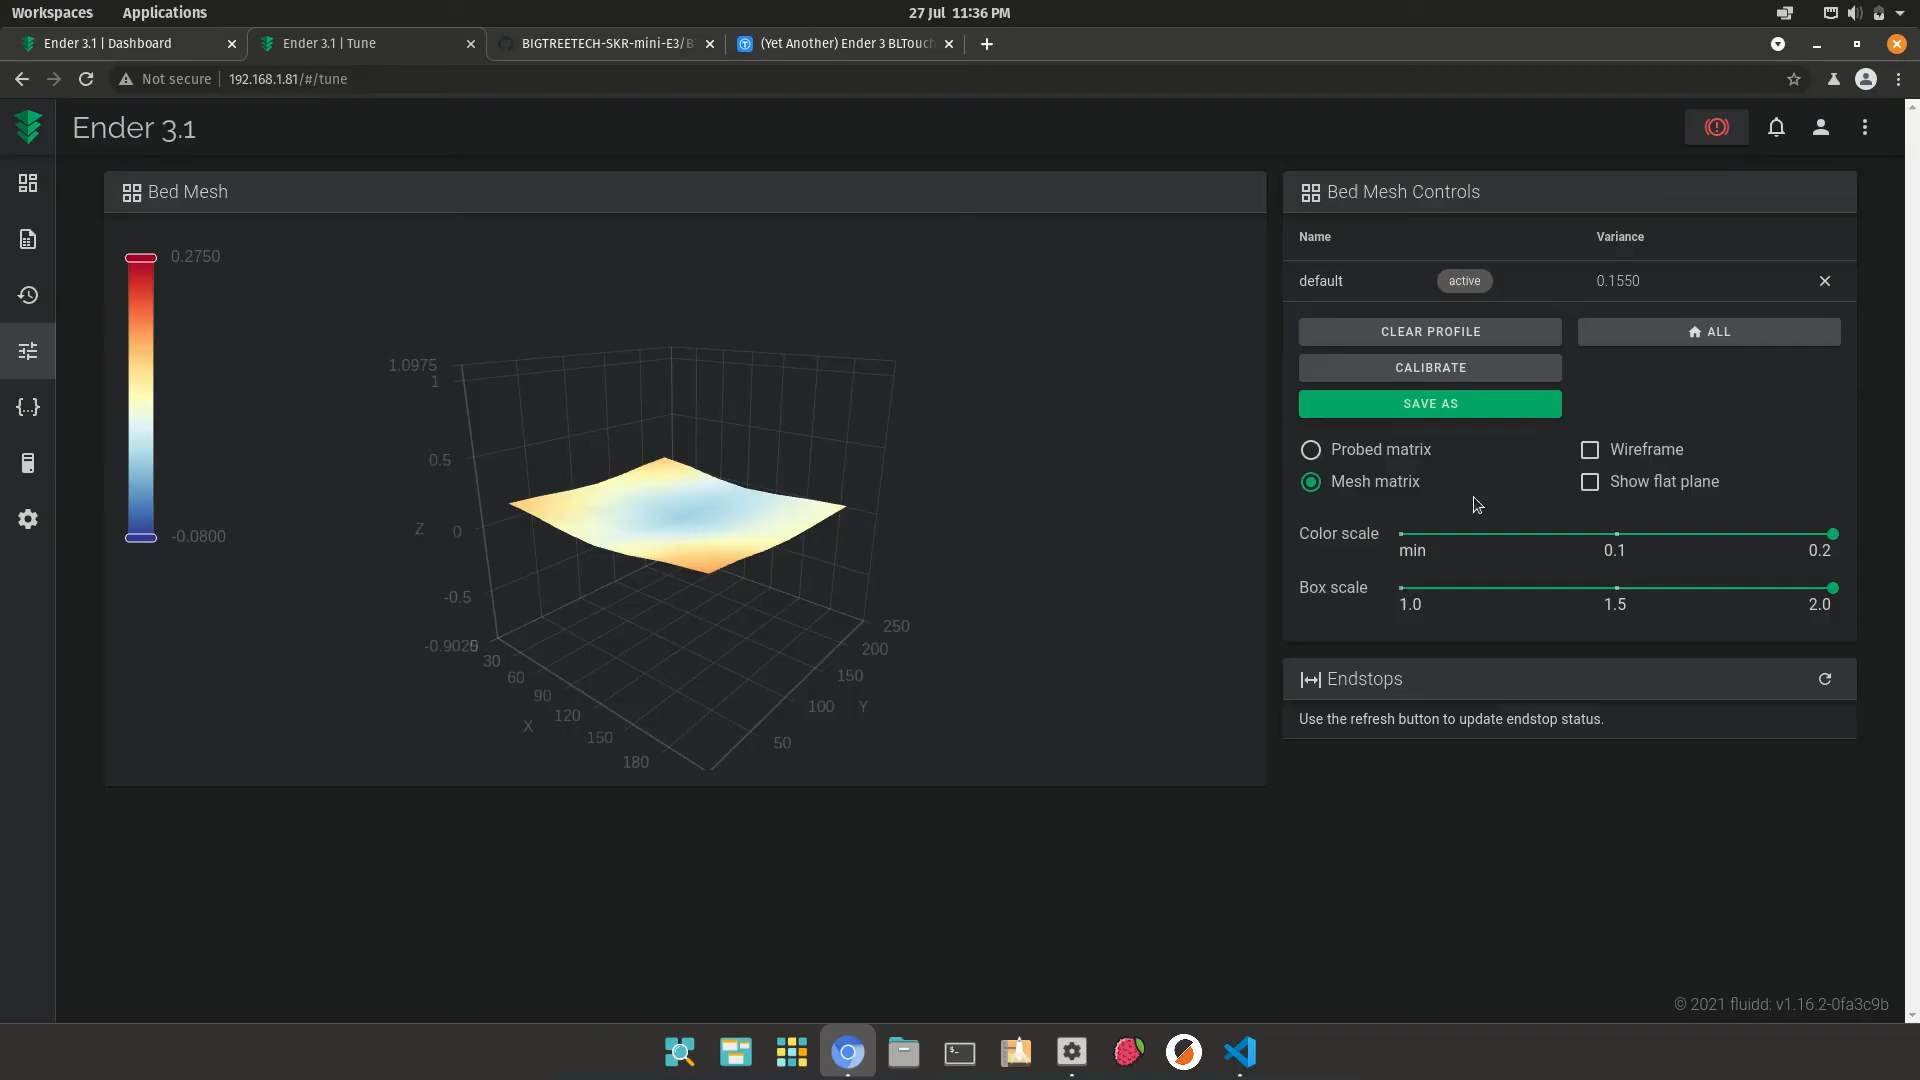 Workspaces Applications 27 Jul 11:36 PM
Ender 3.1 | Dashboard Ender 3.1 | Tune BIGTREETECH-SKR-mini-E3/B (Yet Another) Ender 3 BLTouch
Not secure 192.168.1.81/#/tune
Ender 3.1
Bed Mesh
0.2750
-0.0800
1.0975
1
0.5
Z 0
-0.5
-0.9025
0
30
60
90
120
150
180
X
250
200
150
100
50
Y
Bed Mesh Controls
Name Variance
default active 0.1550
CLEAR PROFILE ALL
CALIBRATE
SAVE AS
Probed matrix Wireframe
Mesh matrix Show flat plane
Color scale
min 0.1 0.2
Box scale
1.0 1.5 2.0
Endstops
Use the refresh button to update endstop status.
© 2021 fluidd: v1.16.2-0fa3c9b